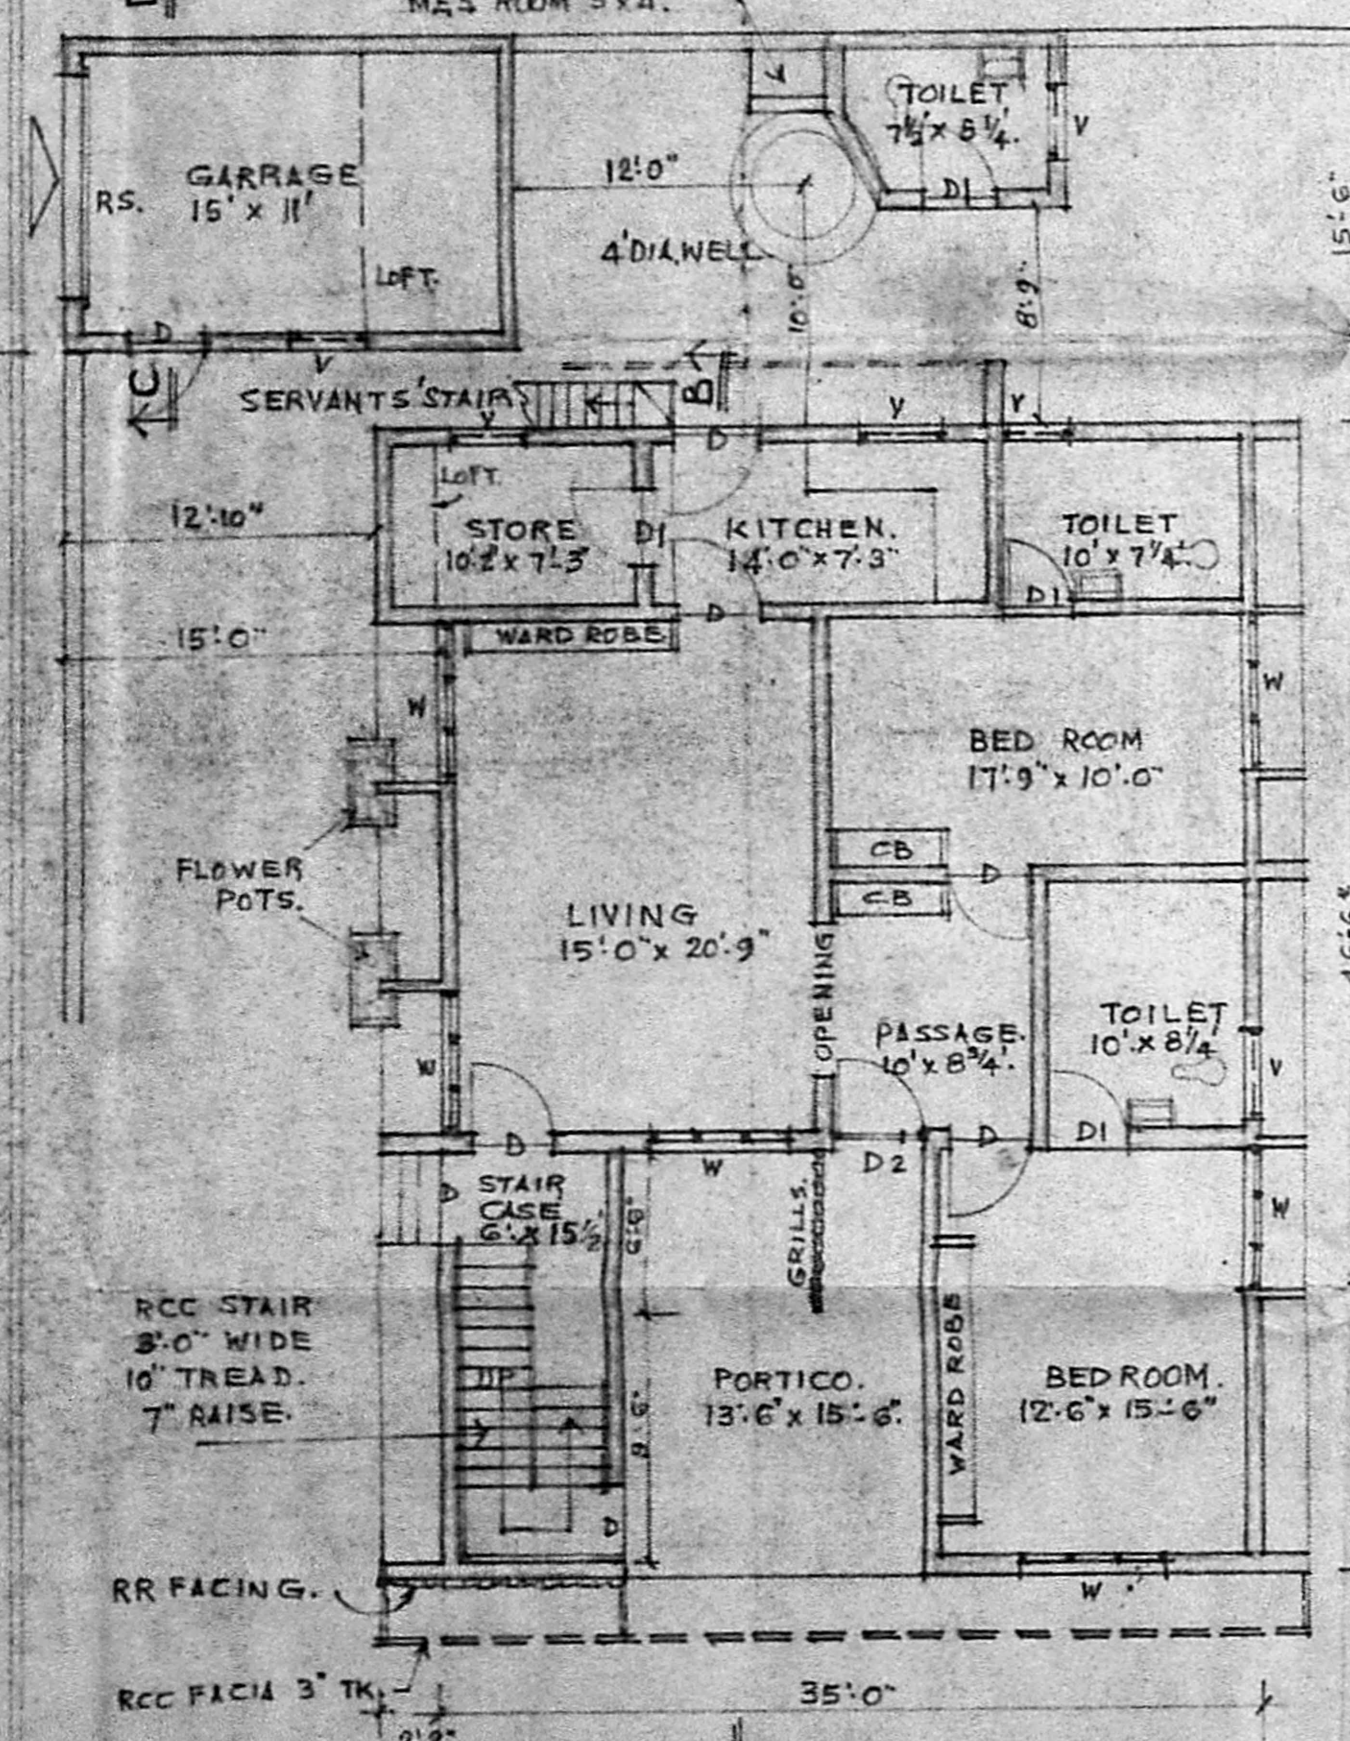 TOILET
7½' x 5¼'.
V
12'0"
GARRAGE
15' x 11'
RS.
D1
4'DIA.WELL
LOFT.
10'.0"
8'.9"
15'.6"
D
V
C
B
SERVANTS'STAIR
V
D
V
V
LOFT.
12'.10"
STORE
10'.2" x 7'.3"
D1
KITCHEN.
14'.0" x 7'.3"
TOILET
10' x 7¼'
D1
D
15'.0"
WARD ROBE
W
W
BED ROOM
17'.9" x 10'.0"
CB
FLOWER
POTS.
D
CB
LIVING
15'.0" x 20'.9"
OPENING
PASSAGE.
10' x 8¾'.
TOILET
10' x 8¼'
W
V
D
D
D1
W
D2
D
STAIR
CASE
6' x 15½'
GRILLS.
W
RCC STAIR
3'.0" WIDE
10" TREAD.
7" RAISE.
UP
WARD ROBE
PORTICO.
13'.6" x 15'-6".
BED ROOM.
12'.6" x 15'-6"
D
RR FACING.
W
RCC FACIA 3" TK.
35'.0"